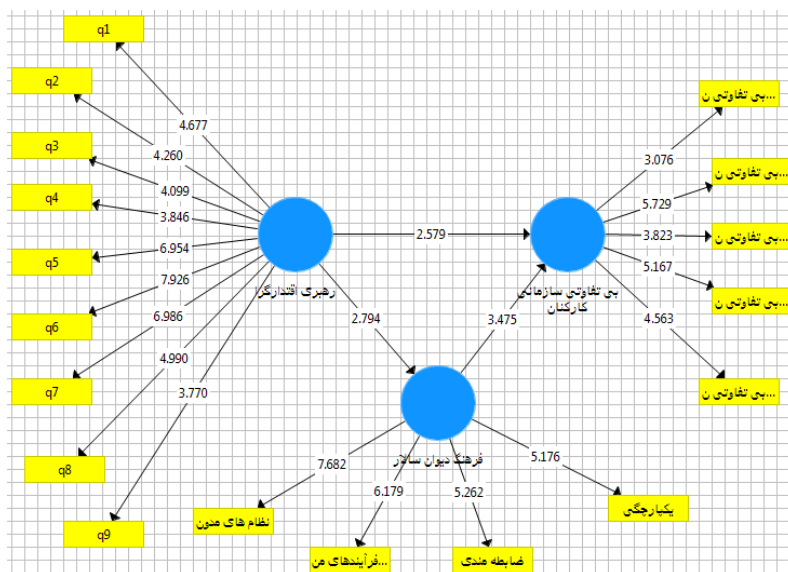 q1
q2
q3
q4
q5
q6
q7
q8
q9
4.677
4.260
4.099
3.846
6.954
7.926
6.986
4.990
3.770
رهبری اقتدارگرا
2.579
2.794
3.475
بی تفاوتی سازمانی
کارکنان
3.076
5.729
3.823
5.167
4.563
بی تفاوتی ن...
بی تفاوتی ن...
بی تفاوتی ن...
بی تفاوتی ن...
بی تفاوتی ن...
فرهنگ دیوان سالار
7.682
6.179
5.262
5.176
نظام های مدون
فرآیندهای من...
ضابطه مندی
یکپارچگی